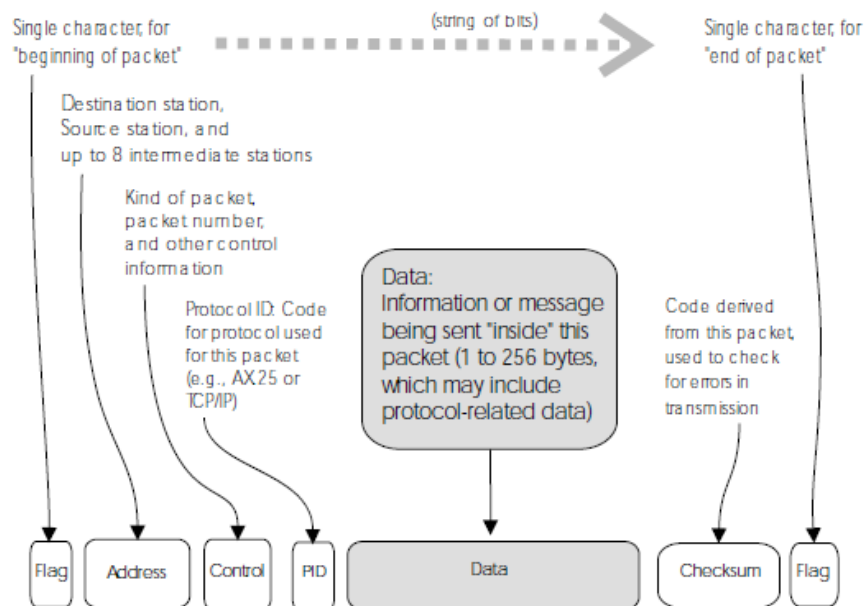 Single character, for
"beginning of packet"
(string of bits)
Single character, for
"end of packet"
Destination station,
Source station, and
up to 8 intermediate stations
Kind of packet,
packet number,
and other control
information
Protocol ID: Code
for protocol used
for this packet
(e.g., AX.25 or
TCP/IP)
Data:
Information or message
being sent "inside" this
packet (1 to 256 bytes,
which may include
protocol-related data)
Code derived
from this packet,
used to check
for errors in
transmission
Flag
Address
Control
PID
Data
Checksum
Flag